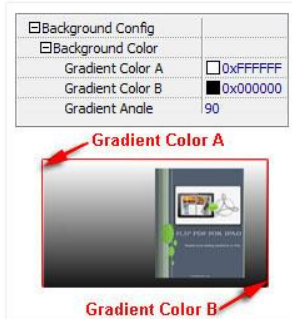 Background Config
Background Color
Gradient Color A 0xFFFFFF
Gradient Color B 0x000000
Gradient Angle 90
Gradient Color A
FLIP PDF FOR IPAD
Gradient Color B